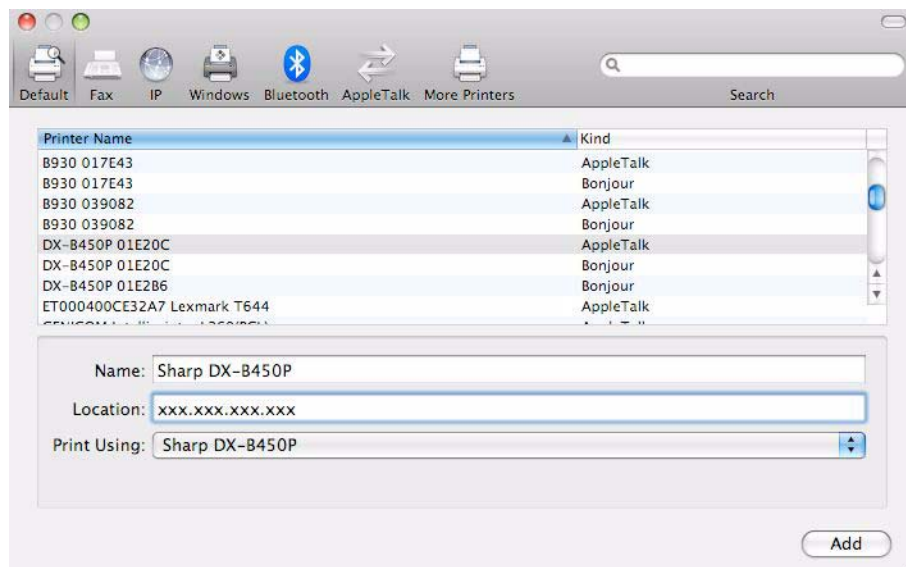 Default Fax IP Windows Bluetooth AppleTalk More Printers Search
Printer Name Kind
B930 017E43 AppleTalk
B930 017E43 Bonjour
B930 039082 AppleTalk
B930 039082 Bonjour
DX-B450P 01E20C AppleTalk
DX-B450P 01E20C Bonjour
DX-B450P 01E2B6 Bonjour
ET000400CE32A7 Lexmark T644 AppleTalk
Name: Sharp DX-B450P
Location: xxx.xxx.xxx.xxx
Print Using: Sharp DX-B450P
Add